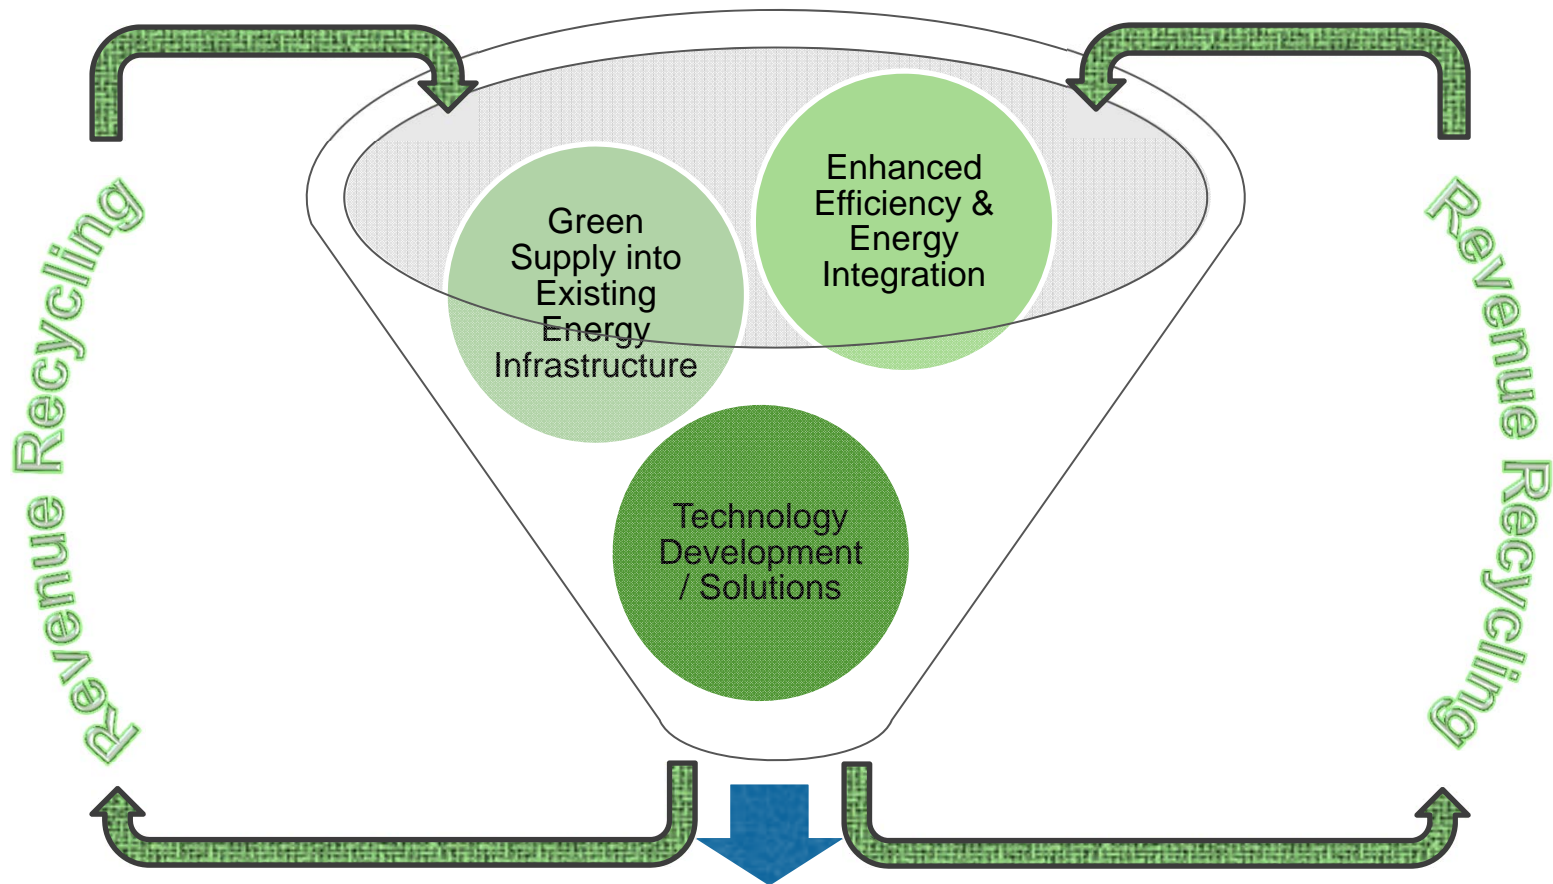 Revenue Recycling
Green
Supply into
Existing
Energy
Infrastructure
Enhanced
Efficiency &
Energy
Integration
Technology
Development
/ Solutions
Revenue Recycling